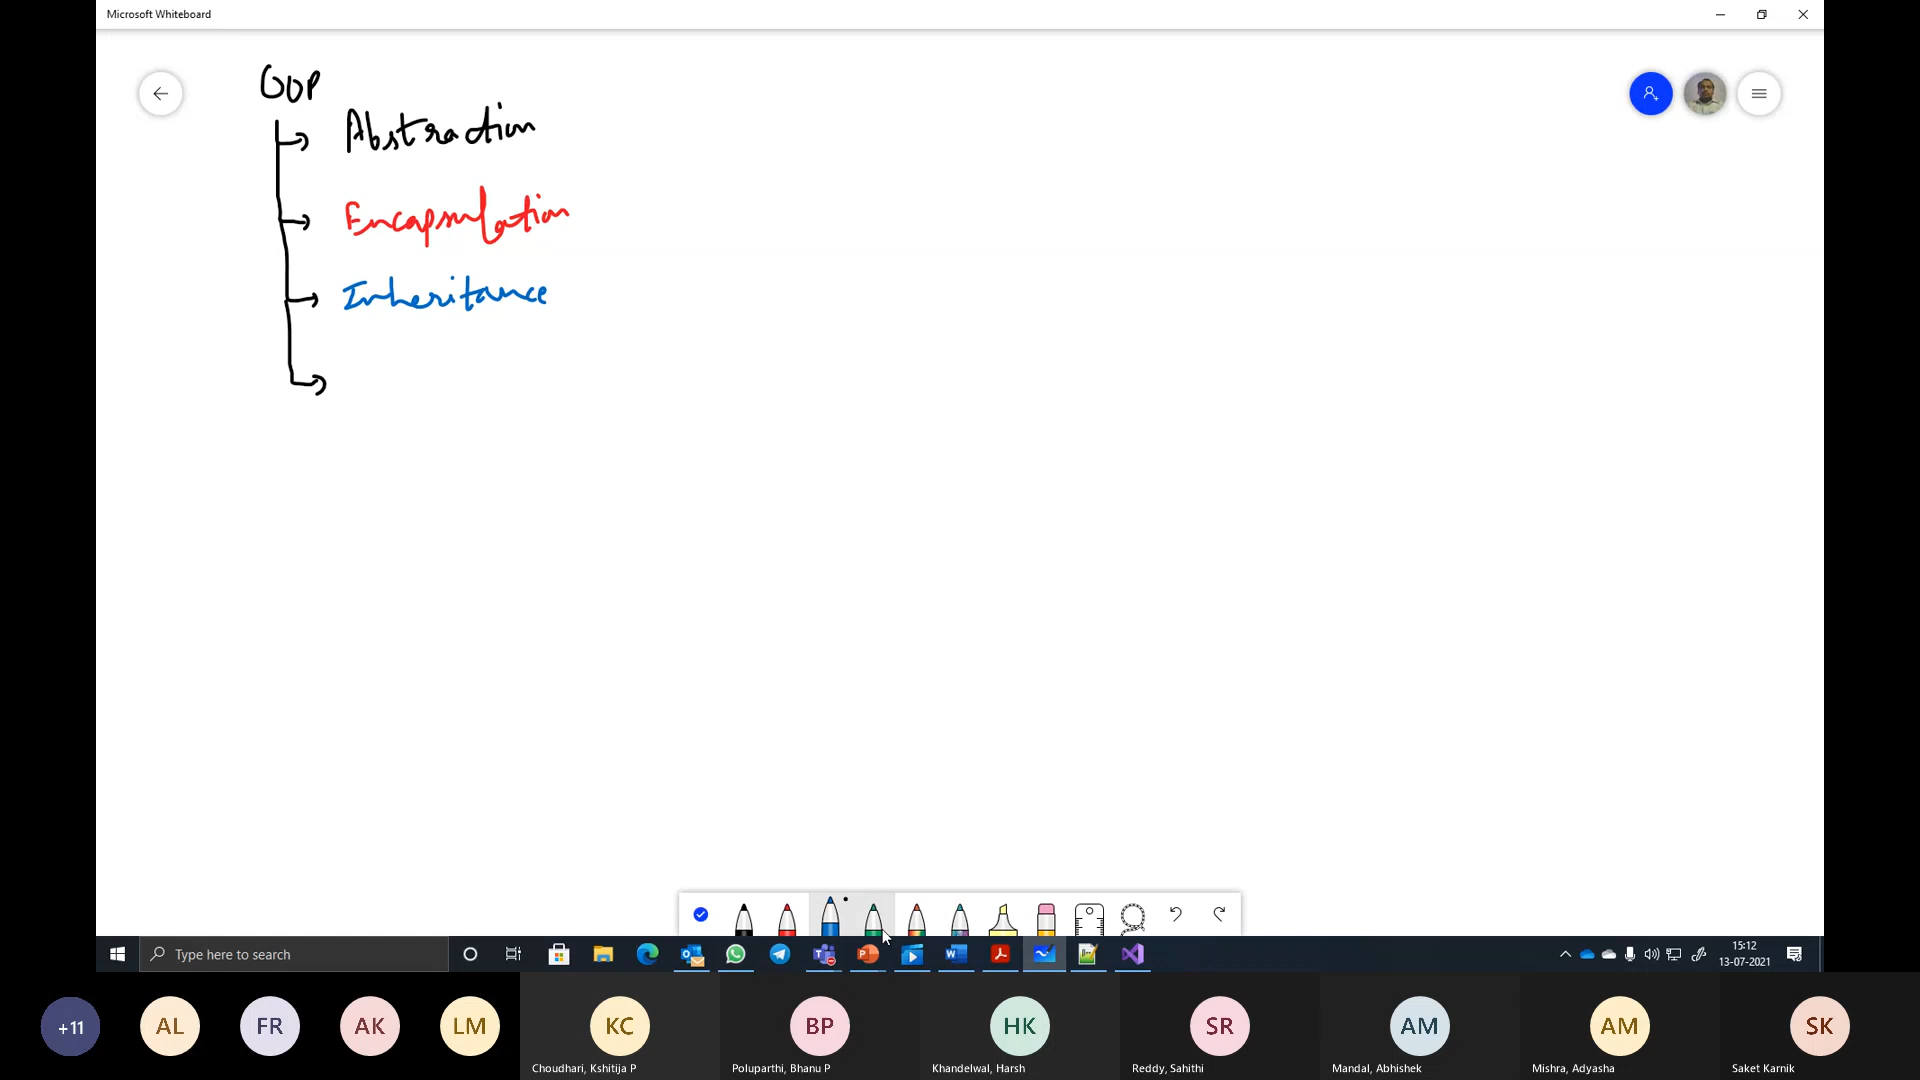 Microsoft Whiteboard
OOP
Abstraction
Encapsulation
Inheritance
Type here to search
15:12
13-07-2021
+11
AL
FR
AK
LM
KC
BP
HK
SR
AM
AM
SK
Choudhari, Kshitija P
Poluparthi, Bhanu P
Khandelwal, Harsh
Reddy, Sahithi
Mandal, Abhishek
Mishra, Adyasha
Saket Karnik